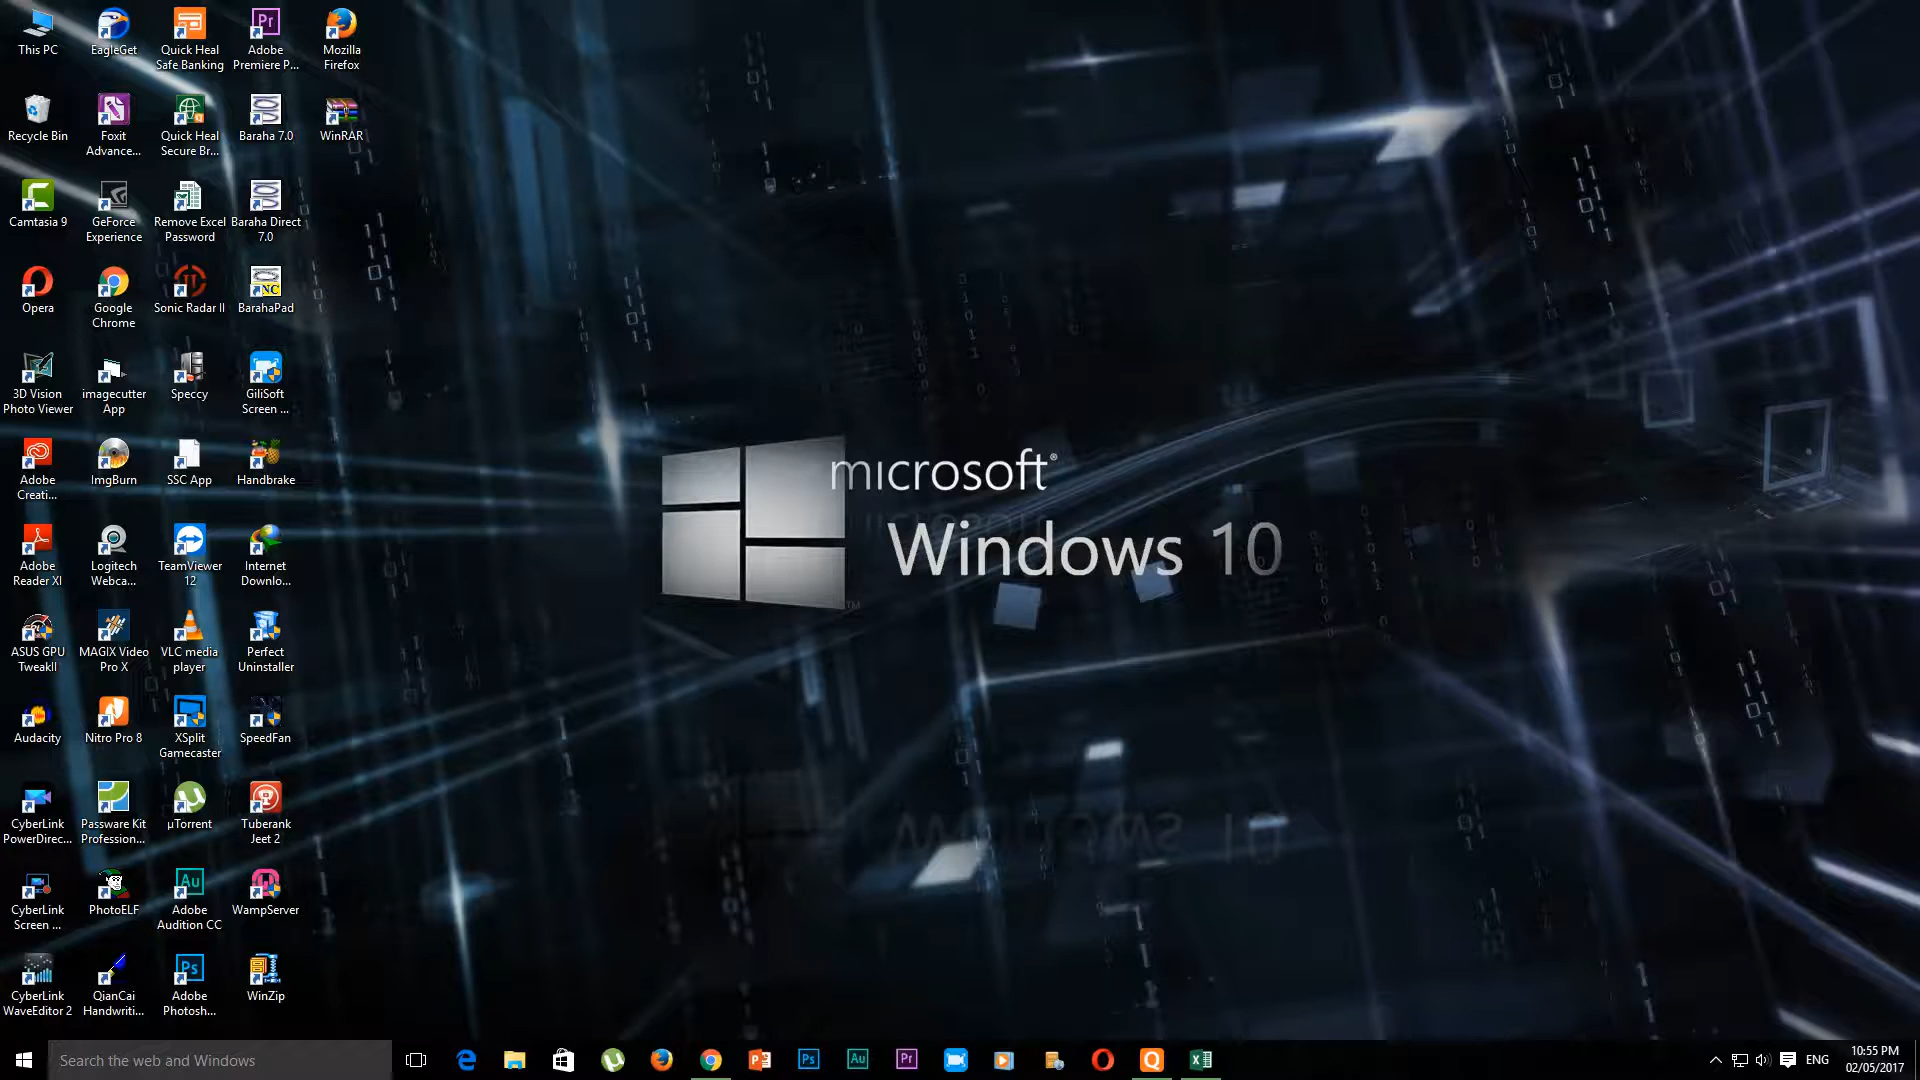 This PC
EagleGet
Quick Heal
Safe Banking
Adobe
Premiere P...
Mozilla
Firefox
Recycle Bin
Foxit
Advance...
Quick Heal
Secure Br...
Baraha 7.0
WinRAR
Camtasia 9
GeForce
Experience
Remove Excel
Password
Baraha Direct
7.0
Opera
Google
Chrome
Sonic Radar II
BarahaPad
3D Vision
Photo Viewer
imagecutter
App
Speccy
GiliSoft
Screen ...
Adobe
Creati...
ImgBurn
SSC App
Handbrake
Adobe
Reader XI
Logitech
Webca...
TeamViewer
12
Internet
Downlo...
ASUS GPU
TweakII
MAGIX Video
Pro X
VLC media
player
Perfect
Uninstaller
Audacity
Nitro Pro 8
XSplit
Gamecaster
SpeedFan
CyberLink
PowerDirec...
Passware Kit
Profession...
µTorrent
Tuberank
Jeet 2
CyberLink
Screen ...
PhotoELF
Adobe
Audition CC
WampServer
CyberLink
WaveEditor 2
QianCai
Handwriti...
Adobe
Photosh...
WinZip
microsoft®
Windows 10
TM
Search the web and Windows
ENG
10:55 PM
02/05/2017